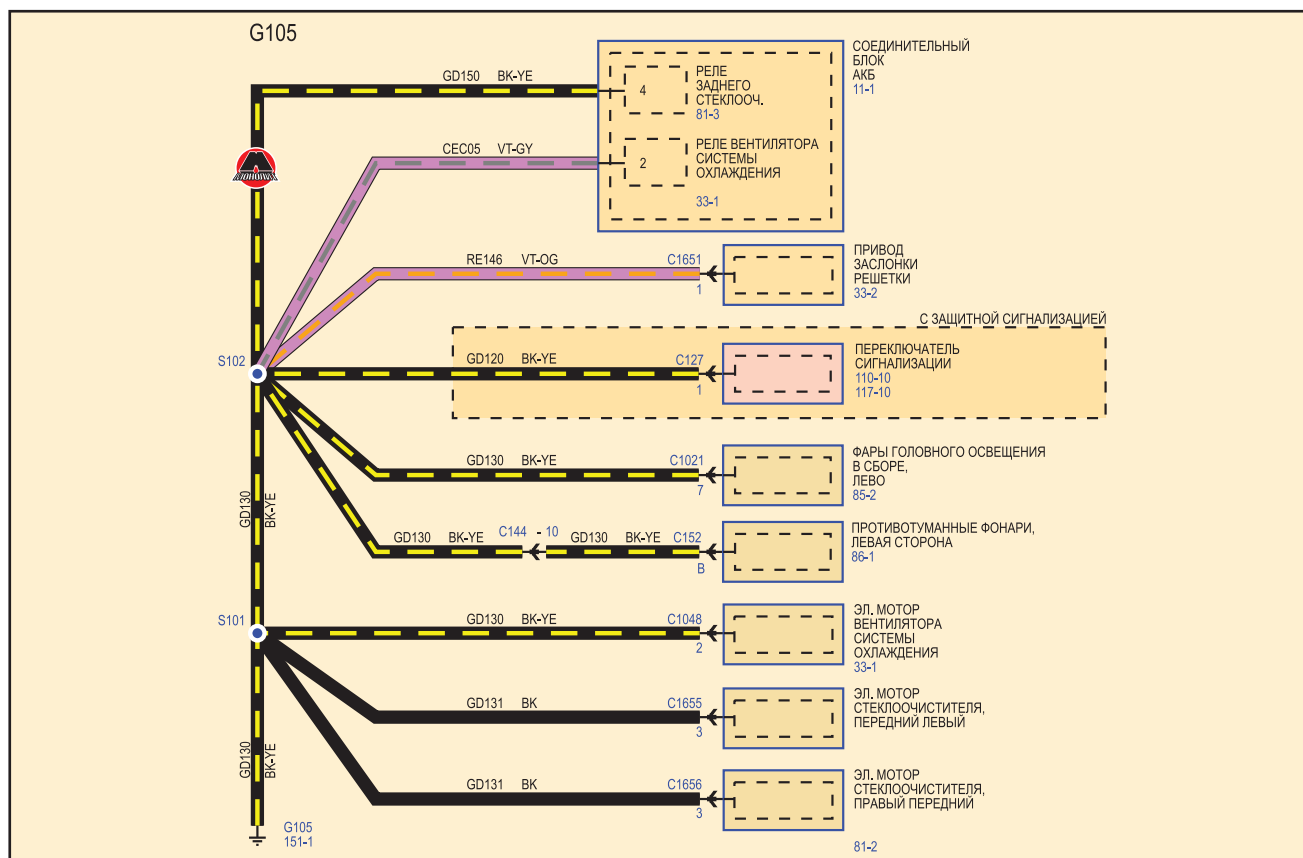 G105
GD150 BK-YE
4
РЕЛЕ
ЗАДНЕГО
СТЕКЛООЧ.
81-3
СОЕДИНИТЕЛЬНЫЙ
БЛОК
АКБ
11-1
CEC05 VT-GY
2
РЕЛЕ ВЕНТИЛЯТОРА
СИСТЕМЫ
ОХЛАЖДЕНИЯ
33-1
RE146 VT-OG C1651
1
ПРИВОД
ЗАСЛОНКИ
РЕШЕТКИ
33-2
С ЗАЩИТНОЙ СИГНАЛИЗАЦИЕЙ
S102
GD120 BK-YE C127
1
ПЕРЕКЛЮЧАТЕЛЬ
СИГНАЛИЗАЦИИ
110-10
117-10
GD130 BK-YE C1021
7
ФАРЫ ГОЛОВНОГО ОСВЕЩЕНИЯ
В СБОРЕ,
ЛЕВО
85-2
GD130 BK-YE
GD130 BK-YE C144 - 10 GD130 BK-YE C152
B
ПРОТИВОТУМАННЫЕ ФОНАРИ,
ЛЕВАЯ СТОРОНА
86-1
S101
GD130 BK-YE C1048
2
ЭЛ. МОТОР
ВЕНТИЛЯТОРА
СИСТЕМЫ
ОХЛАЖДЕНИЯ
33-1
GD131 BK C1655
3
ЭЛ. МОТОР
СТЕКЛООЧИСТИТЕЛЯ,
ПЕРЕДНИЙ ЛЕВЫЙ
GD130 BK-YE
GD131 BK C1656
3
ЭЛ. МОТОР
СТЕКЛООЧИСТИТЕЛЯ,
ПРАВЫЙ ПЕРЕДНИЙ
81-2
G105
151-1